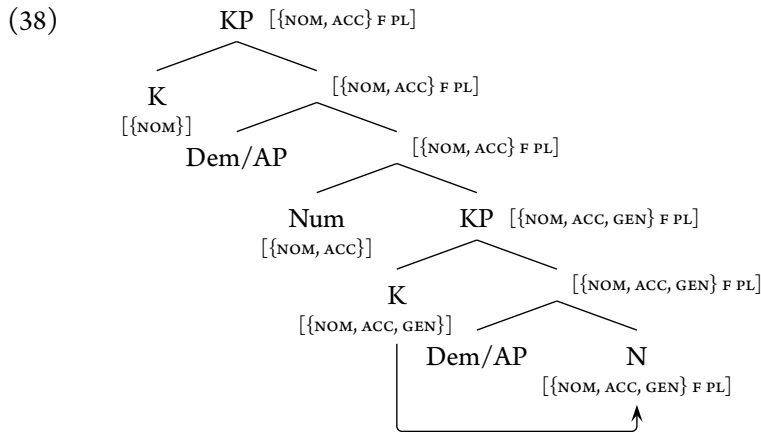 (38)
KP [{NOM, ACC} F PL]
K
[{NOM}]
[{NOM, ACC} F PL]
Dem/AP
[{NOM, ACC} F PL]
Num
[{NOM, ACC}]
KP [{NOM, ACC, GEN} F PL]
K
[{NOM, ACC, GEN}]
[{NOM, ACC, GEN} F PL]
Dem/AP
N
[{NOM, ACC, GEN} F PL]